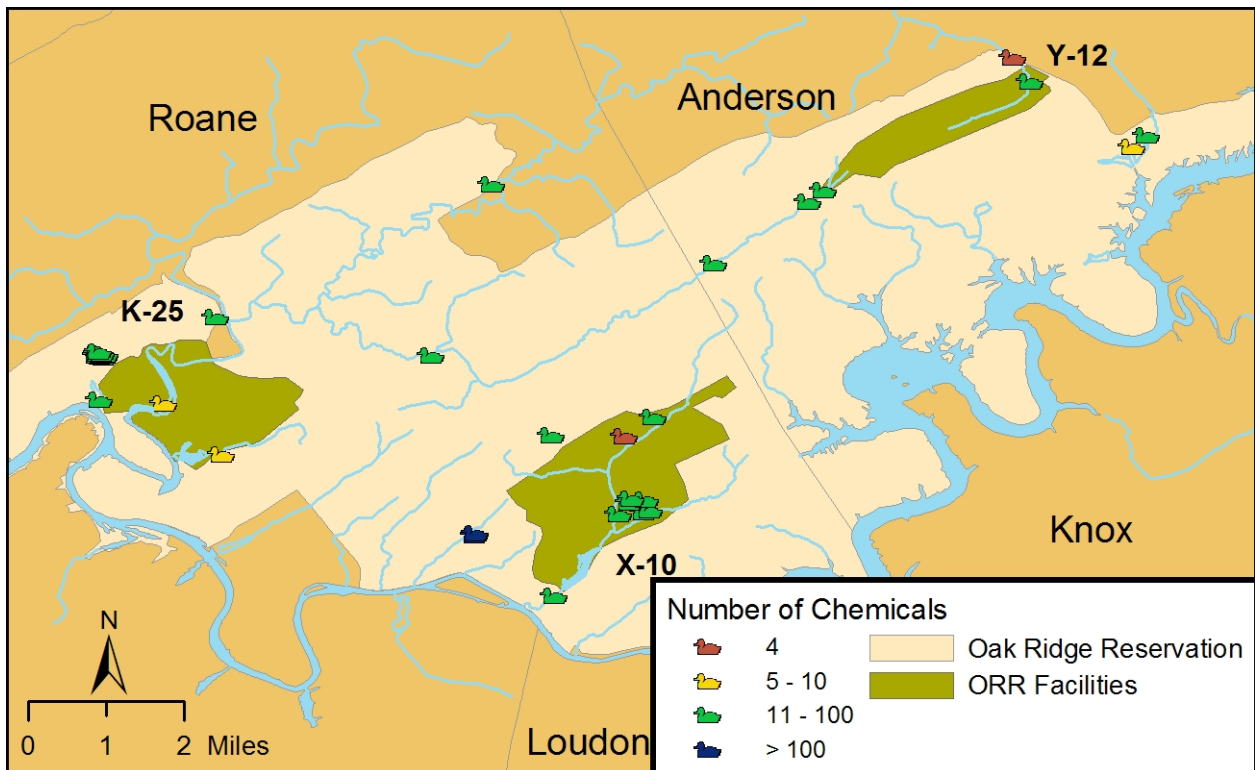 Y-12
Roane
Anderson
K-25
Knox
X-10
N
0 1 2 Miles
Loudon
Number of Chemicals
4
5 - 10
11 - 100
> 100
Oak Ridge Reservation
ORR Facilities